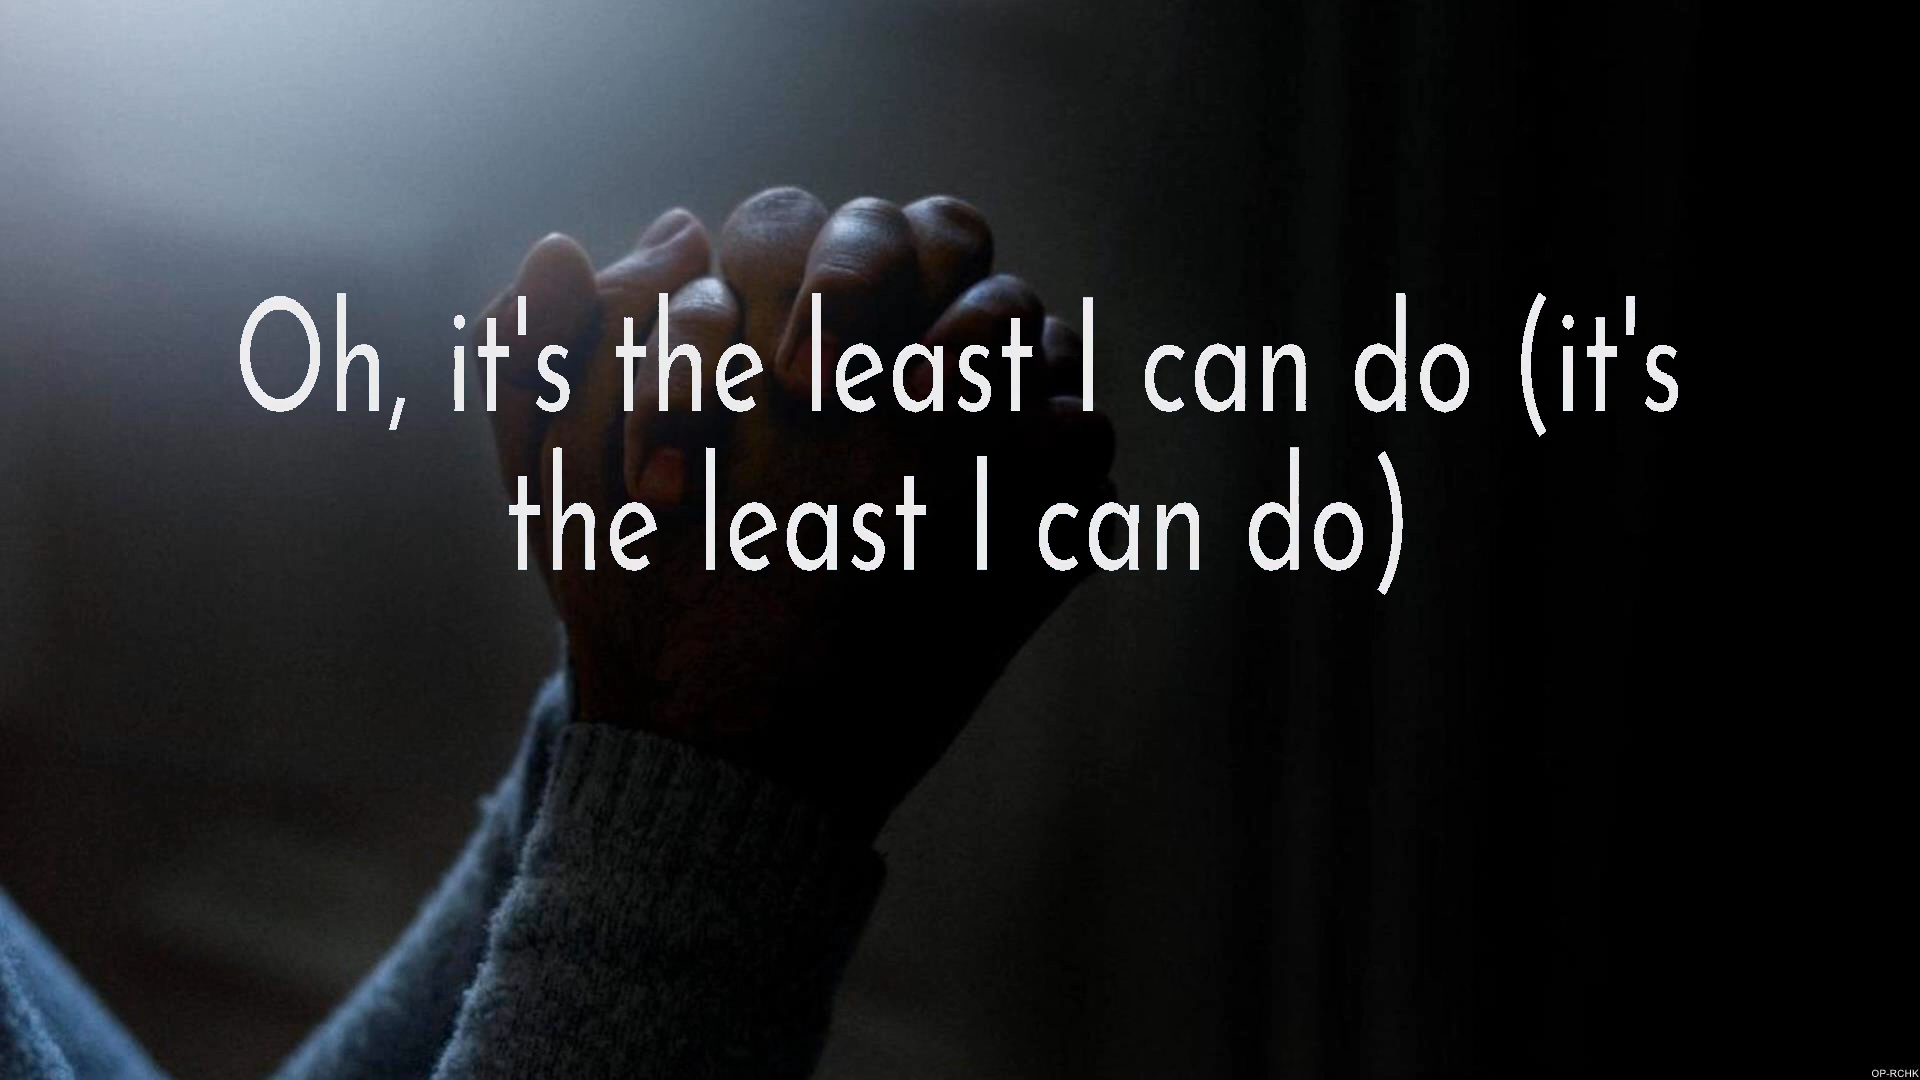 Oh, it's the least I can do (it's
the least I can do)
OP-RCHK